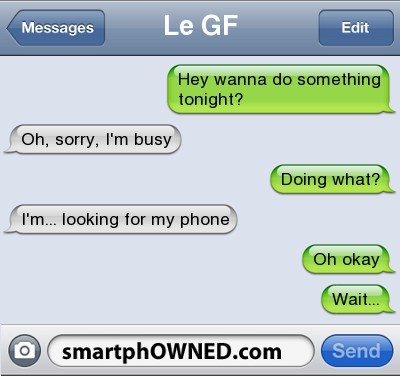 Messages
Le GF
Edit
Hey wanna do something
tonight?
Oh, sorry, I'm busy
Doing what?
I'm... looking for my phone
Oh okay
Wait...
smartphOWNED.com
Send